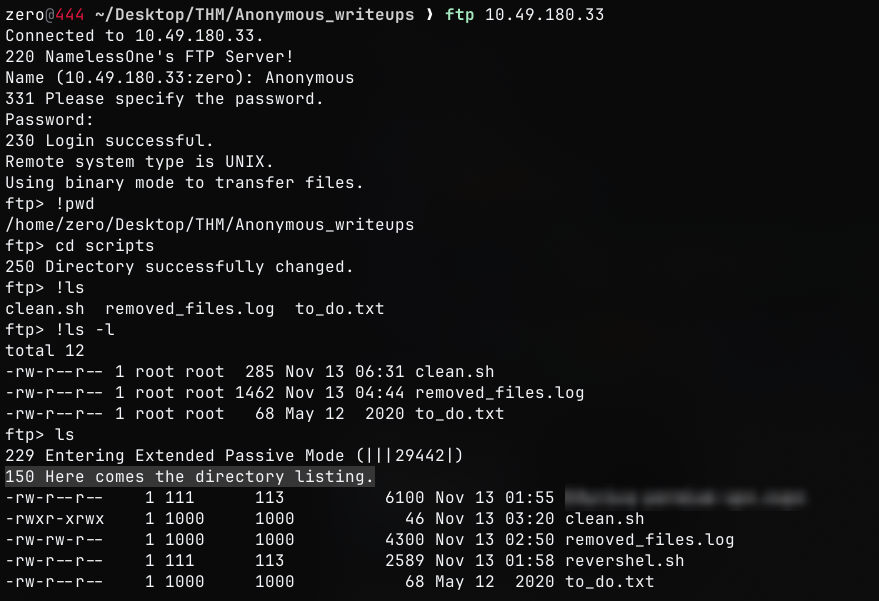 zero@444 ~/Desktop/THM/Anonymous_writeups ❯ ftp 10.49.180.33
Connected to 10.49.180.33.
220 NamelessOne's FTP Server!
Name (10.49.180.33:zero): Anonymous
331 Please specify the password.
Password:
230 Login successful.
Remote system type is UNIX.
Using binary mode to transfer files.
ftp> !pwd
/home/zero/Desktop/THM/Anonymous_writeups
ftp> cd scripts
250 Directory successfully changed.
ftp> !ls
clean.sh  removed_files.log  to_do.txt
ftp> !ls -l
total 12
-rw-r--r-- 1 root root  285 Nov 13 06:31 clean.sh
-rw-r--r-- 1 root root 1462 Nov 13 04:44 removed_files.log
-rw-r--r-- 1 root root   68 May 12  2020 to_do.txt
ftp> ls
229 Entering Extended Passive Mode (|||29442|)
150 Here comes the directory listing.
-rw-r--r--    1 111      113          6100 Nov 13 01:55
-rwxr-xrwx    1 1000     1000           46 Nov 13 03:20 clean.sh
-rw-rw-r--    1 1000     1000         4300 Nov 13 02:50 removed_files.log
-rw-r--r--    1 111      113          2589 Nov 13 01:58 revershel.sh
-rw-r--r--    1 1000     1000           68 May 12  2020 to_do.txt